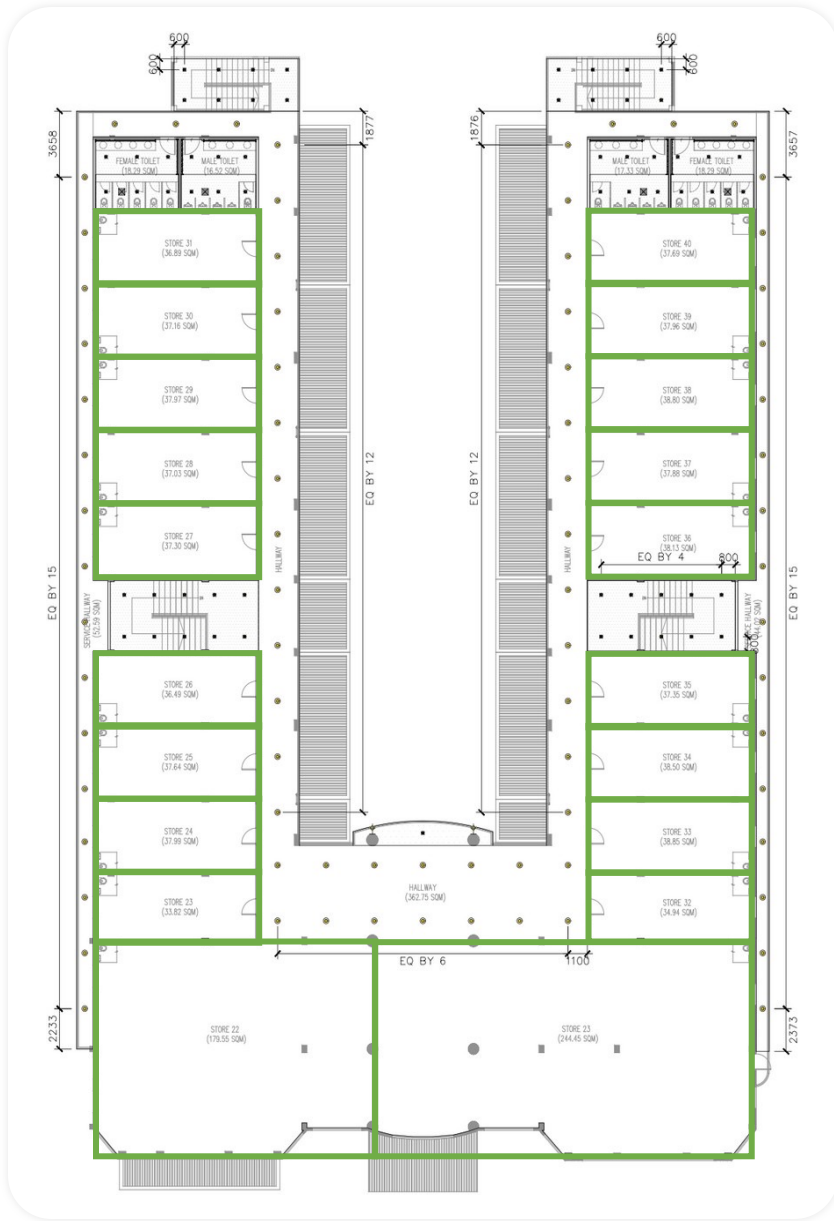 600
600
600
600
3658
1877
1876
3657
FEMALE TOILET
(18.29 SQM)
MALE TOILET
(16.52 SQM)
MALE TOILET
(17.33 SQM)
FEMALE TOILET
(18.29 SQM)
STORE 31
(36.89 SQM)
STORE 40
(37.69 SQM)
STORE 30
(37.16 SQM)
STORE 39
(37.96 SQM)
STORE 29
(37.97 SQM)
STORE 38
(38.80 SQM)
STORE 28
(37.03 SQM)
STORE 37
(37.88 SQM)
EQ BY 12
EQ BY 12
STORE 27
(37.30 SQM)
STORE 36
(38.13 SQM)
HALLWAY
HALLWAY
EQ BY 4
800
EQ BY 15
EQ BY 15
SERVICE HALLWAY
(52.59 SQM)
800
STORE 26
(36.49 SQM)
STORE 35
(37.35 SQM)
STORE 25
(37.64 SQM)
STORE 34
(38.50 SQM)
STORE 24
(37.99 SQM)
STORE 33
(38.85 SQM)
STORE 23
(33.82 SQM)
HALLWAY
(362.75 SQM)
STORE 32
(34.94 SQM)
EQ BY 6
1100
2233
STORE 22
(179.55 SQM)
STORE 23
(244.45 SQM)
2373